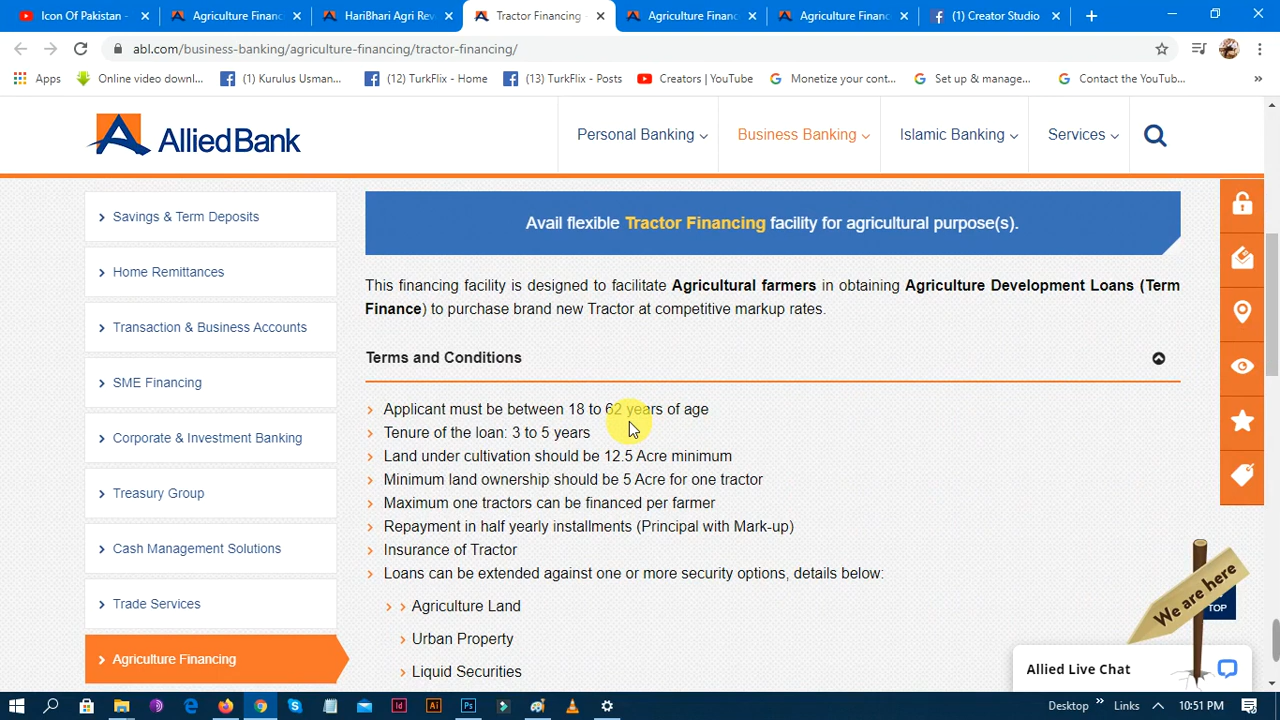 Icon Of Pakistan -
Agriculture Financ
HariBhari Agri Rev
Tractor Financing -
Agriculture Financ
Agriculture Financ
(1) Creator Studio
abl.com/business-banking/agriculture-financing/tractor-financing/
Apps
Online video downl...
(1) Kurulus Usman...
(12) TurkFlix - Home
(13) TurkFlix - Posts
Creators | YouTube
Monetize your cont...
Set up & manage...
Contact the YouTub...
Allied Bank
Personal Banking
Business Banking
Islamic Banking
Services
Savings & Term Deposits
Home Remittances
Transaction & Business Accounts
SME Financing
Corporate & Investment Banking
Treasury Group
Cash Management Solutions
Trade Services
Agriculture Financing
Avail flexible Tractor Financing facility for agricultural purpose(s).
This financing facility is designed to facilitate Agricultural farmers in obtaining Agriculture Development Loans (Term
Finance) to purchase brand new Tractor at competitive markup rates.
Terms and Conditions
Applicant must be between 18 to 62 years of age
Tenure of the loan: 3 to 5 years
Land under cultivation should be 12.5 Acre minimum
Minimum land ownership should be 5 Acre for one tractor
Maximum one tractors can be financed per farmer
Repayment in half yearly installments (Principal with Mark-up)
Insurance of Tractor
Loans can be extended against one or more security options, details below:
Agriculture Land
Urban Property
Liquid Securities
We are here
TOP
Allied Live Chat
Desktop
Links
10:51 PM